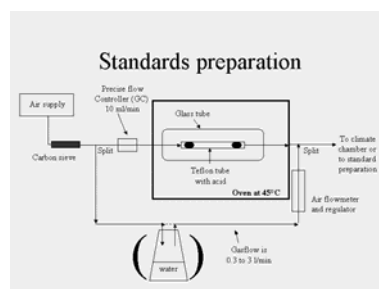 Standards preparation
Precise flow
Controller (GC)
10 ml/min
Air supply
Glass tube
Carbon sieve
Split
Teflon tube
with acid
Oven at 45°C
Split
To climate
chamber or
to standard
preparation
Air flowmeter
and regulator
Gasflow is
0.3 to 3 l/min
water